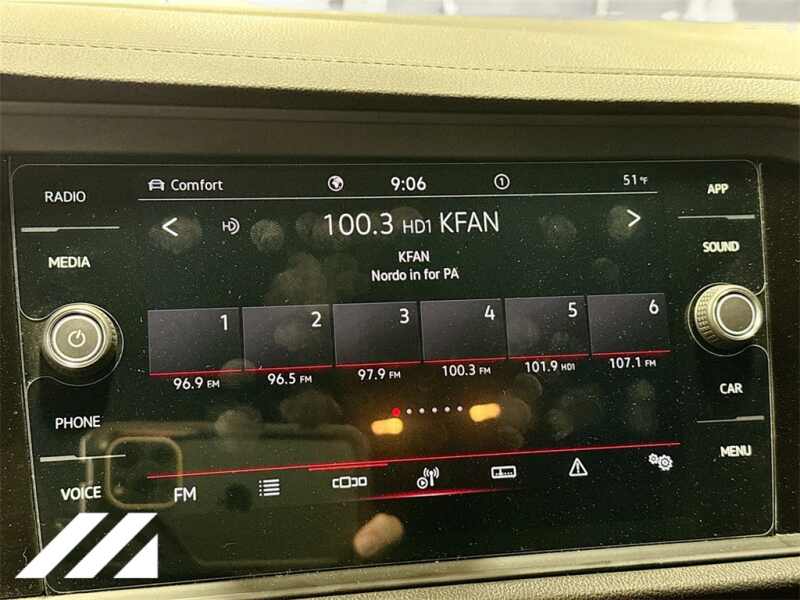 RADIO
MEDIA
PHONE
VOICE
Comfort 9:06 1 51°F
100.3 HD1 KFAN
KFAN
Nordo in for PA
1 2 3 4 5 6
96.9 FM 96.5 FM 97.9 FM 100.3 FM 101.9 HD1 107.1 FM
FM
APP
SOUND
CAR
MENU